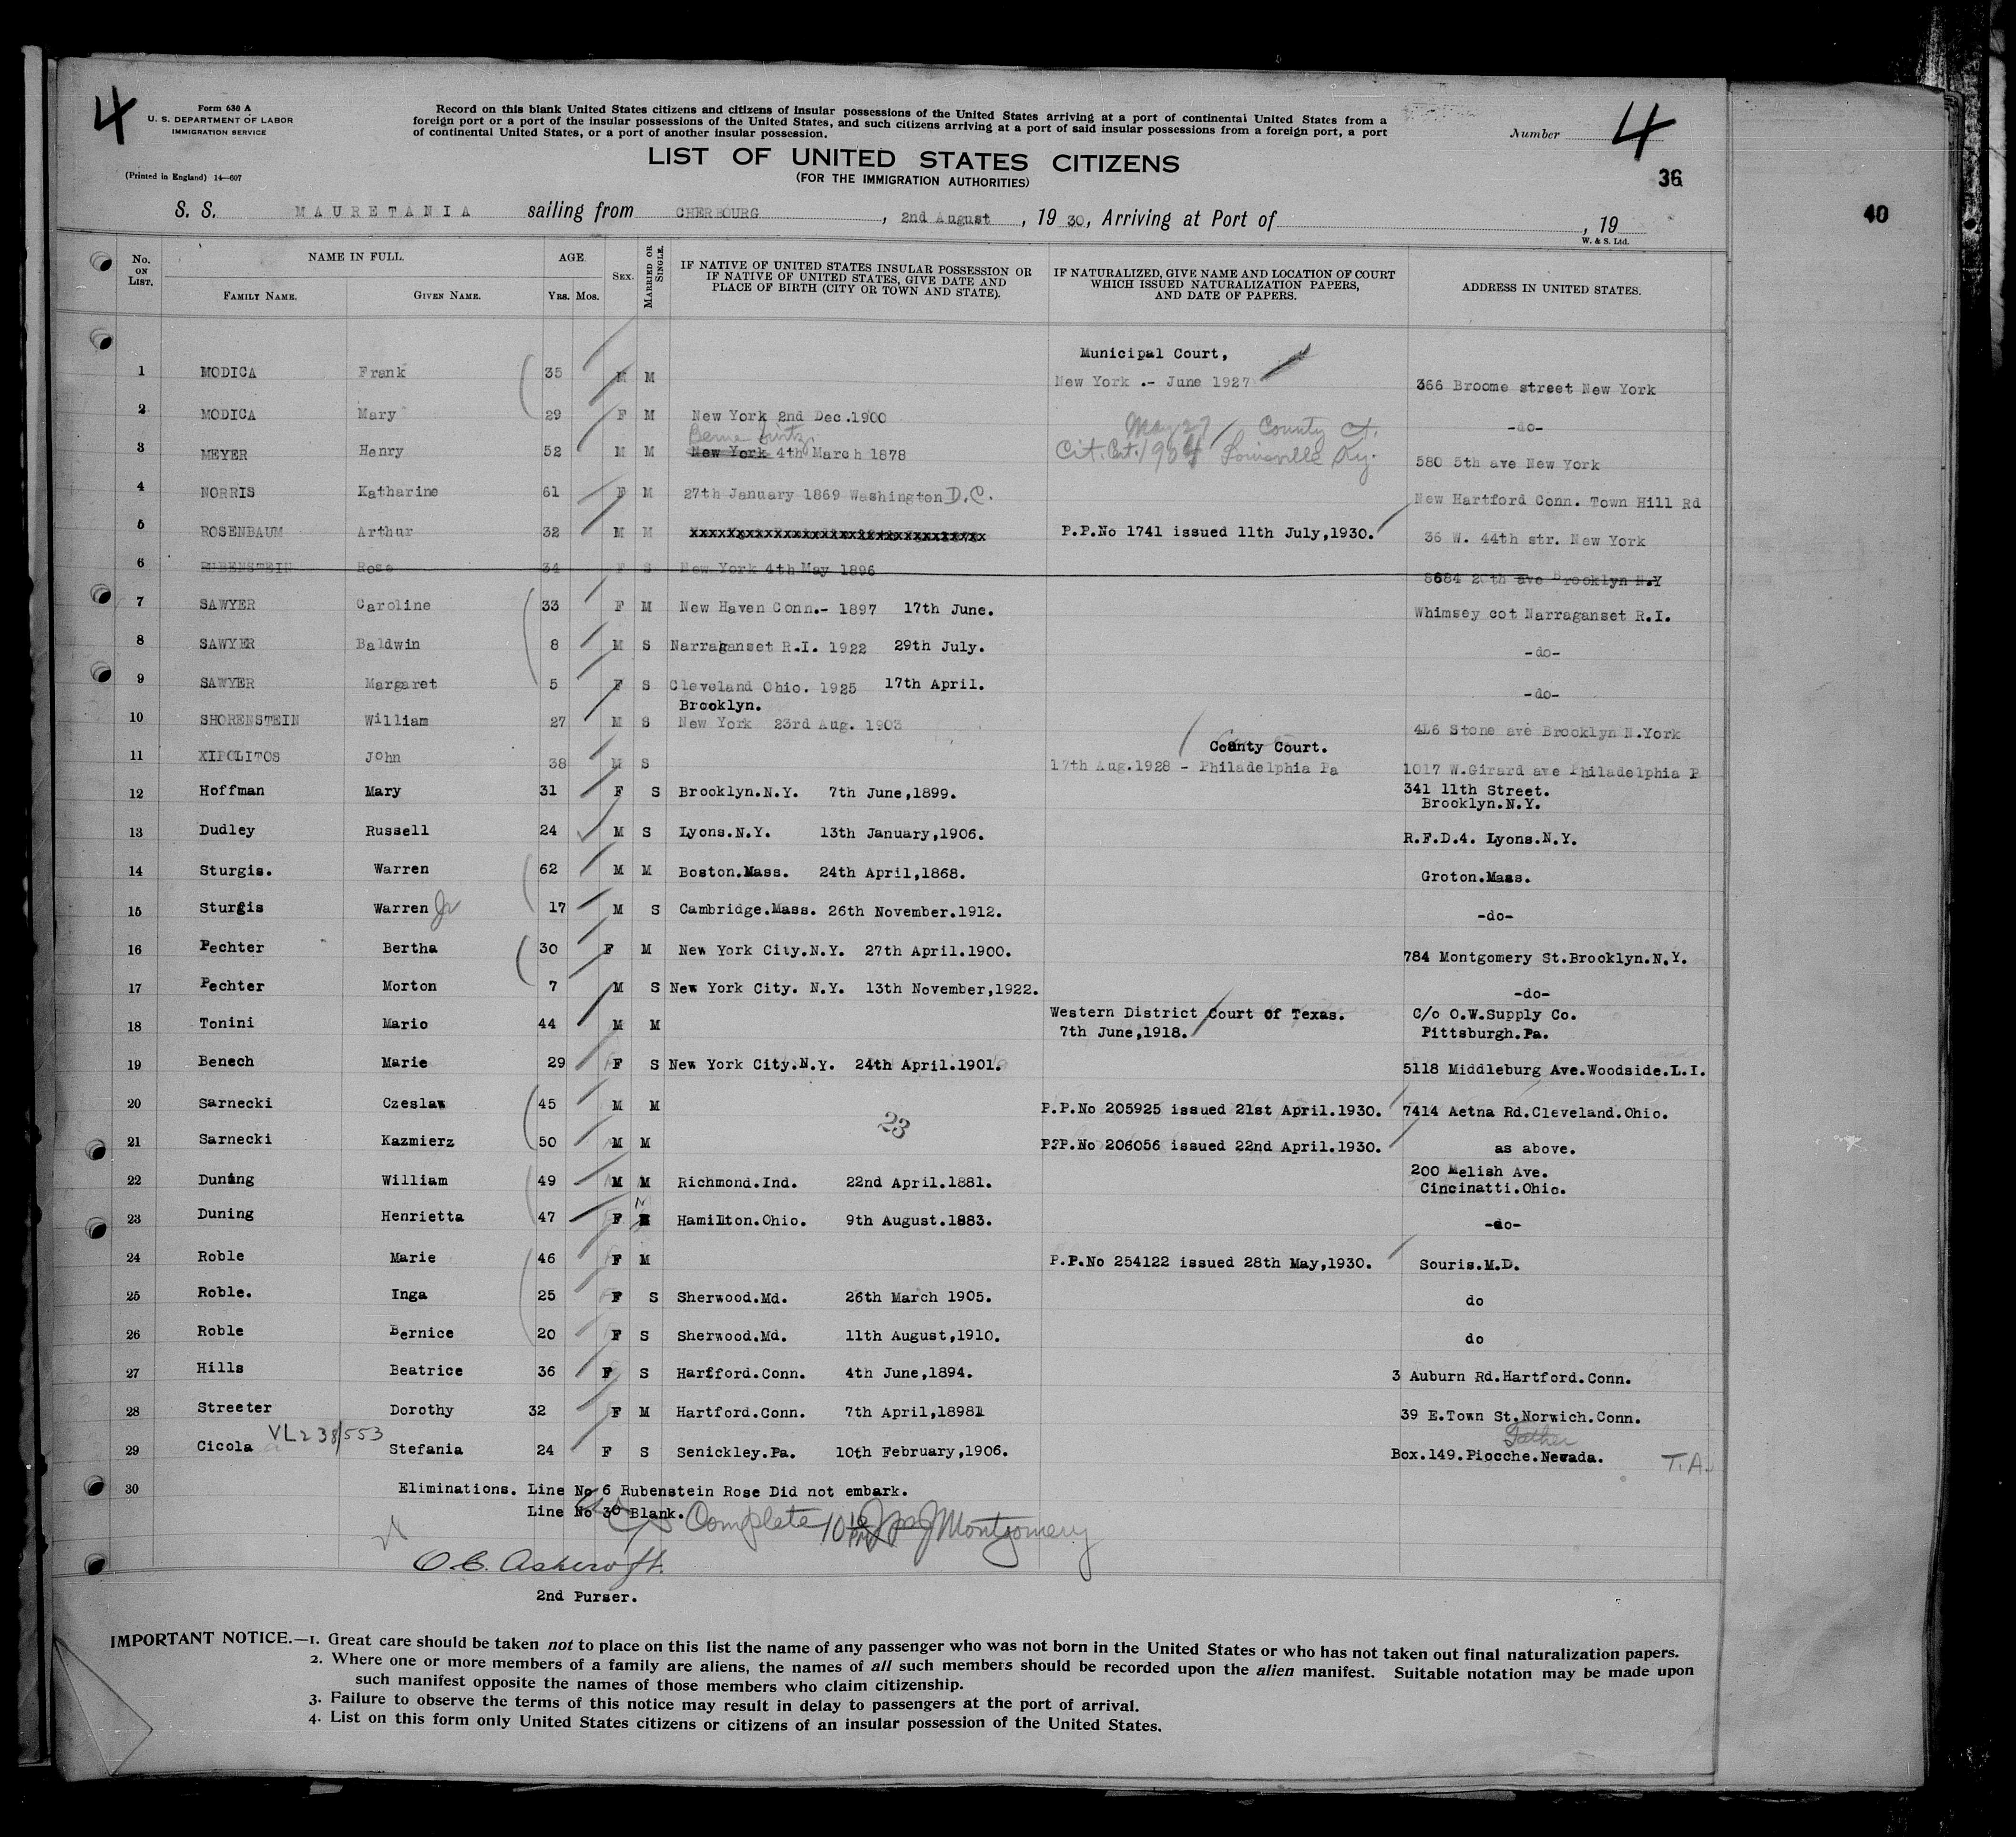 4
Form 630 A
U. S. DEPARTMENT OF LABOR
IMMIGRATION SERVICE
(Printed in England) 14—607
Record on this blank United States citizens and citizens of insular possessions of the United States arriving at a port of continental United States from a
foreign port or a port of the insular possessions of the United States, and such citizens arriving at a port of said insular possessions from a foreign port, a port
of continental United States, or a port of another insular possession.
Number 4
LIST OF UNITED STATES CITIZENS
(FOR THE IMMIGRATION AUTHORITIES)
36
40
S. S. MAURETANIA sailing from CHERBOURG, 2nd August, 19 30, Arriving at Port of , 19
W. & S. Ltd.
No. ON LIST. NAME IN FULL. FAMILY NAME. GIVEN NAME. AGE. YRS. MOS. SEX. MARRIED OR SINGLE. IF NATIVE OF UNITED STATES INSULAR POSSESSION OR IF NATIVE OF UNITED STATES, GIVE DATE AND PLACE OF BIRTH (CITY OR TOWN AND STATE). IF NATURALIZED, GIVE NAME AND LOCATION OF COURT WHICH ISSUED NATURALIZATION PAPERS, AND DATE OF PAPERS. ADDRESS IN UNITED STATES.
Municipal Court,
1 MODICA Frank 35 M M New York .- June 1927 366 Broome street New York
2 MODICA Mary 29 F M New York 2nd Dec.1900 -do-
Berne May 27 County Ct.
3 MEYER Henry 52 M M New York 4th March 1878 Cit. Cert. 1904 Louisville Ky. 580 5th ave New York
4 NORRIS Katharine 61 F M 27th January 1869 Washington D.C. New Hartford Conn. Town Hill Rd
5 ROSENBAUM Arthur 32 M M P.P.No 1741 issued 11th July,1930. 36 W. 44th str. New York
6 RUBENSTEIN Rose 34 F S New York 4th May 1896 8684 20th ave Brooklyn N.Y
7 SAWYER Caroline 33 F M New Haven Conn.- 1897 17th June. Whimsey cot Narraganset R.I.
8 SAWYER Baldwin 8 M S Narraganset R.I. 1922 29th July. -do-
9 SAWYER Margaret 5 F S Cleveland Ohio. 1925 17th April. -do-
Brooklyn.
10 SHORENSTEIN William 27 M S New York 23rd Aug. 1903 416 Stone ave Brooklyn N.York
County Court.
11 XIPOLITOS John 38 M S 17th Aug.1928 - Philadelphia Pa 1017 W.Girard ave Philadelphia P
12 Hoffman Mary 31 F S Brooklyn.N.Y. 7th June,1899. 341 11th Street.
Brooklyn.N.Y.
13 Dudley Russell 24 M S Lyons.N.Y. 13th January,1906. R.F.D.4. Lyons.N.Y.
14 Sturgis. Warren 62 M M Boston.Mass. 24th April,1868. Groton.Mass.
15 Sturgis Warren Jr 17 M S Cambridge.Mass. 26th November.1912. -do-
16 Pechter Bertha 30 F M New York City.N.Y. 27th April.1900. 784 Montgomery St.Brooklyn.N.Y.
17 Pechter Morton 7 M S New York City. N.Y. 13th November,1922. -do-
18 Tonini Mario 44 M M Western District Court of Texas. C/o O.W.Supply Co.
7th June,1918. Pittsburgh.Pa.
19 Benech Marie 29 F S New York City.N.Y. 24th April.1901. 5118 Middleburg Ave.Woodside.L.I.
20 Sarnecki Czeslaw 45 M M P.P.No 205925 issued 21st April.1930. 7414 Aetna Rd.Cleveland.Ohio.
23
21 Sarnecki Kazmierz 50 M M P.P.No 206056 issued 22nd April.1930. as above.
22 Duning William 49 M M Richmond.Ind. 22nd April.1881. 200 Melish Ave.
Cincinatti.Ohio.
23 Duning Henrietta 47 F M Hamilton.Ohio. 9th August.1883. -do-
24 Roble Marie 46 F M P.P.No 254122 issued 28th May,1930. Souris.M.D.
25 Roble. Inga 25 F S Sherwood.Md. 26th March 1905. do
26 Roble Bernice 20 F S Sherwood.Md. 11th August,1910. do
27 Hills Beatrice 36 F S Hartford.Conn. 4th June,1894. 3 Auburn Rd.Hartford.Conn.
28 Streeter Dorothy 32 F M Hartford.Conn. 7th April,1898 39 E.Town St.Norwich.Conn.
VL238/553 Father
29 Cicola Stefania 24 F S Senickley.Pa. 10th February,1906. Box.149.Piocche.Nevada. T.A.
30 Eliminations. Line No 6 Rubenstein Rose Did not embark.
Line No 30 Blank. Complete Montgomery
O.C. Ashcroft.
2nd Purser.
IMPORTANT NOTICE.—1. Great care should be taken not to place on this list the name of any passenger who was not born in the United States or who has not taken out final naturalization papers.
2. Where one or more members of a family are aliens, the names of all such members should be recorded upon the alien manifest. Suitable notation may be made upon
such manifest opposite the names of those members who claim citizenship.
3. Failure to observe the terms of this notice may result in delay to passengers at the port of arrival.
4. List on this form only United States citizens or citizens of an insular possession of the United States.